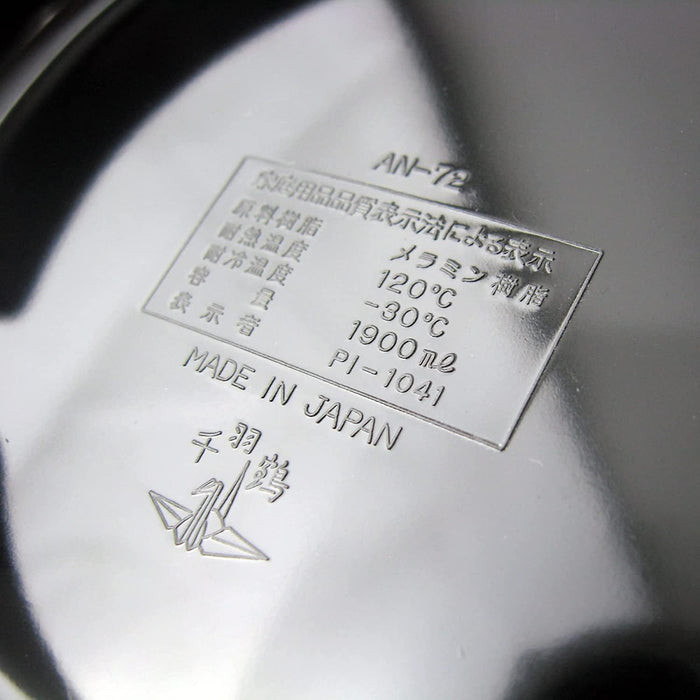 AN-72
家庭用品品質表示法による表示
原料樹脂 メラミン樹脂
耐熱温度 120℃
耐冷温度 -30℃
容量 1900ml
表示者 PI-1041
MADE IN JAPAN
千羽鶴